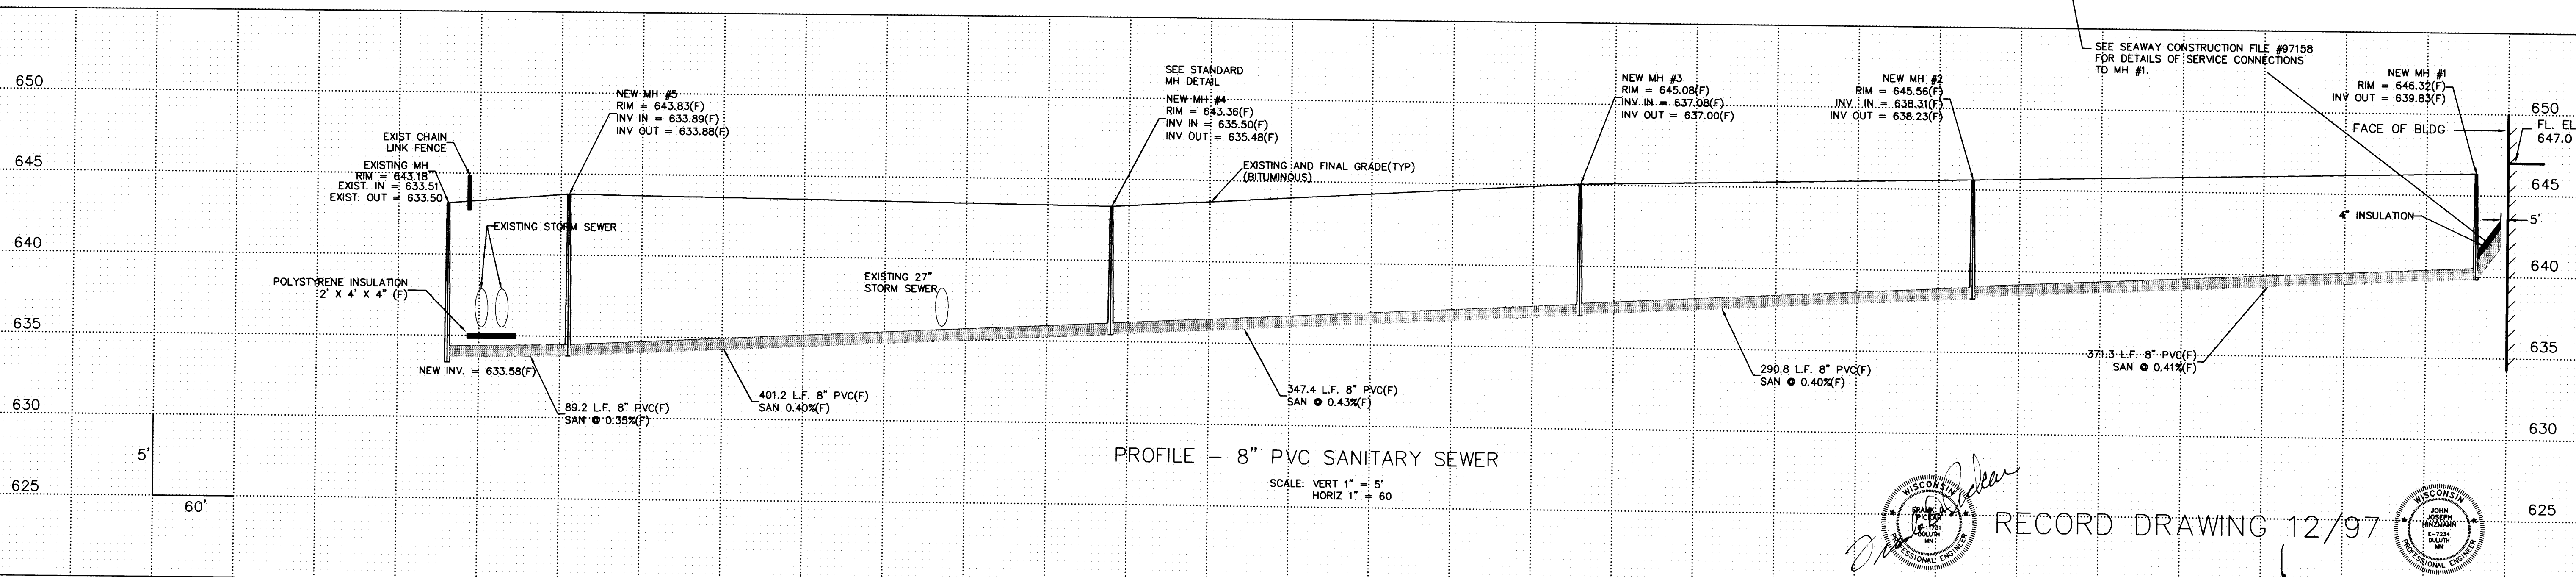 650
645
640
635
630
625
5'
60'
EXIST CHAIN
LINK FENCE
EXISTING MH
RIM = 643.18
EXIST. IN = 633.51
EXIST. OUT = 633.50
EXISTING STORM SEWER
POLYSTYRENE INSULATION
2' X 4' X 4" (F)
NEW INV. = 633.58(F)
NEW MH #5
RIM = 643.83(F)
INV IN = 633.89(F)
INV OUT = 633.88(F)
89.2 L.F. 8" PVC(F)
SAN @ 0.35%(F)
401.2 L.F. 8" PVC(F)
SAN 0.40%(F)
EXISTING 27"
STORM SEWER
SEE STANDARD
MH DETAIL
NEW MH #4
RIM = 643.36(F)
INV IN = 635.50(F)
INV OUT = 635.48(F)
EXISTING AND FINAL GRADE(TYP)
(BITUMINOUS)
347.4 L.F. 8" PVC(F)
SAN @ 0.43%(F)
NEW MH #3
RIM = 645.08(F)
INV IN = 637.08(F)
INV OUT = 637.00(F)
290.8 L.F. 8" PVC(F)
SAN @ 0.40%(F)
NEW MH #2
RIM = 645.56(F)
INV IN = 638.31(F)
INV OUT = 638.23(F)
371.3 L.F. 8" PVC(F)
SAN @ 0.41%(F)
SEE SEAWAY CONSTRUCTION FILE #97158
FOR DETAILS OF SERVICE CONNECTIONS
TO MH #1.
NEW MH #1
RIM = 646.32(F)
INV OUT = 639.83(F)
FACE OF BLDG
FL. EL
647.0
4" INSULATION
5'
650
645
640
635
630
625
PROFILE - 8" PVC SANITARY SEWER
SCALE: VERT 1" = 5'
HORIZ 1" = 60
WISCONSIN
FRANK
DULUTH
MN
PROFESSIONAL ENGINEER
RECORD DRAWING 12/97
WISCONSIN
JOHN
JOSEPH
HINZMANN
E-7234
DULUTH
MN
PROFESSIONAL ENGINEER